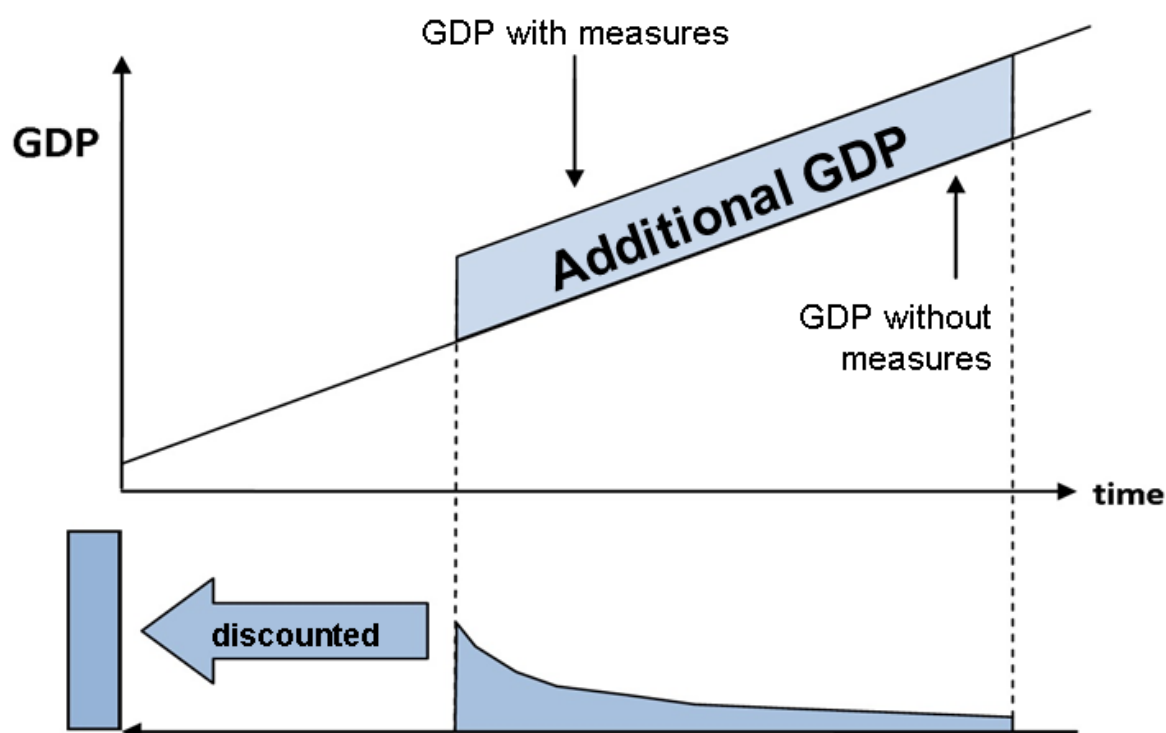 GDP with measures
GDP
Additional GDP
GDP without
measures
time
discounted